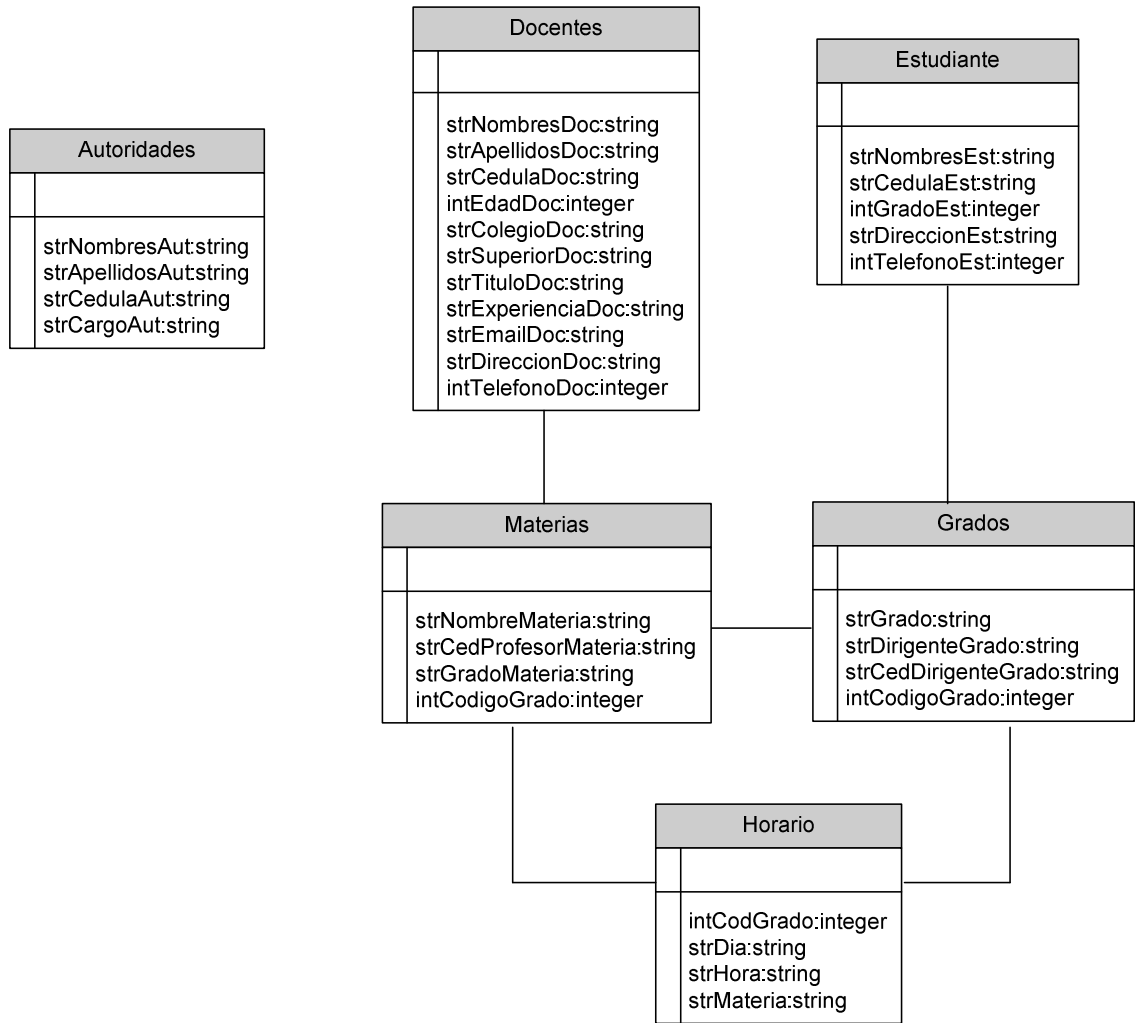 Docentes
strNombresDoc:string
strApellidosDoc:string
strCedulaDoc:string
intEdadDoc:integer
strColegioDoc:string
strSuperiorDoc:string
strTituloDoc:string
strExperienciaDoc:string
strEmailDoc:string
strDireccionDoc:string
intTelefonoDoc:integer
Estudiante
strNombresEst:string
strCedulaEst:string
intGradoEst:integer
strDireccionEst:string
intTelefonoEst:integer
Autoridades
strNombresAut:string
strApellidosAut:string
strCedulaAut:string
strCargoAut:string
Materias
strNombreMateria:string
strCedProfesorMateria:string
strGradoMateria:string
intCodigoGrado:integer
Grados
strGrado:string
strDirigenteGrado:string
strCedDirigenteGrado:string
intCodigoGrado:integer
Horario
intCodGrado:integer
strDia:string
strHora:string
strMateria:string